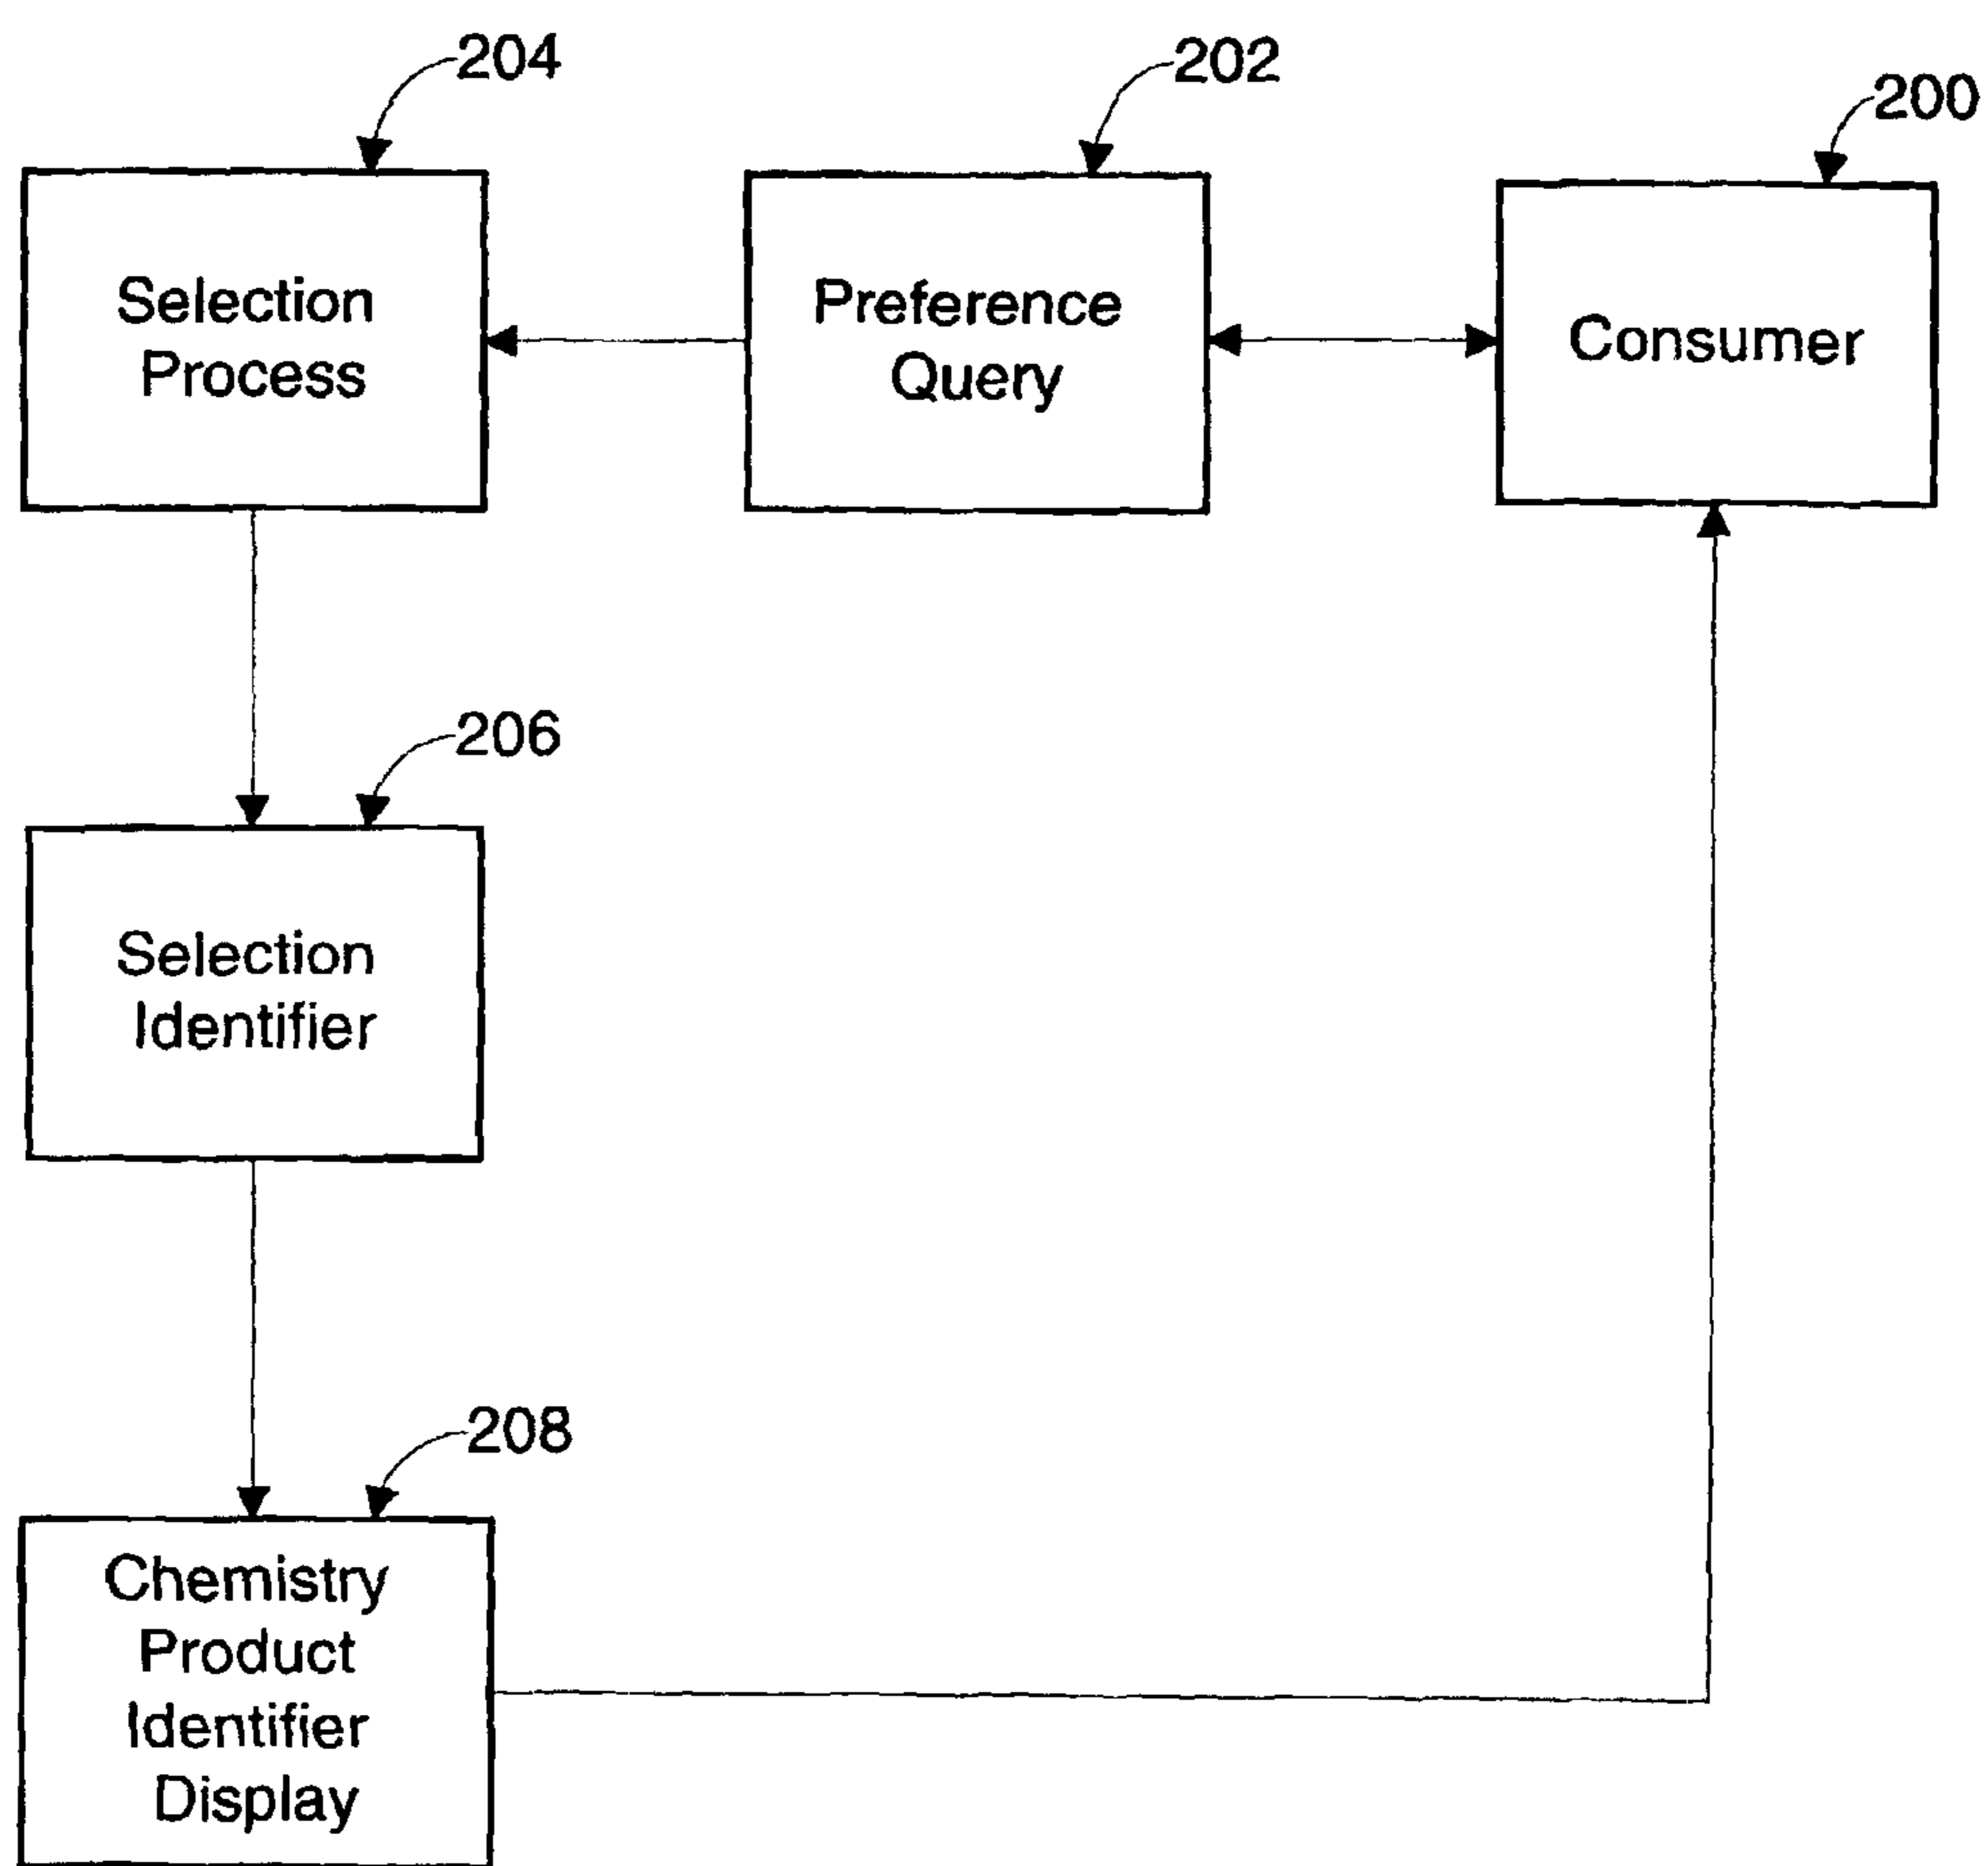 204
202
200
Selection
Process
Preference
Query
Consumer
206
Selection
Identifier
208
Chemistry
Product
Identifier
Display